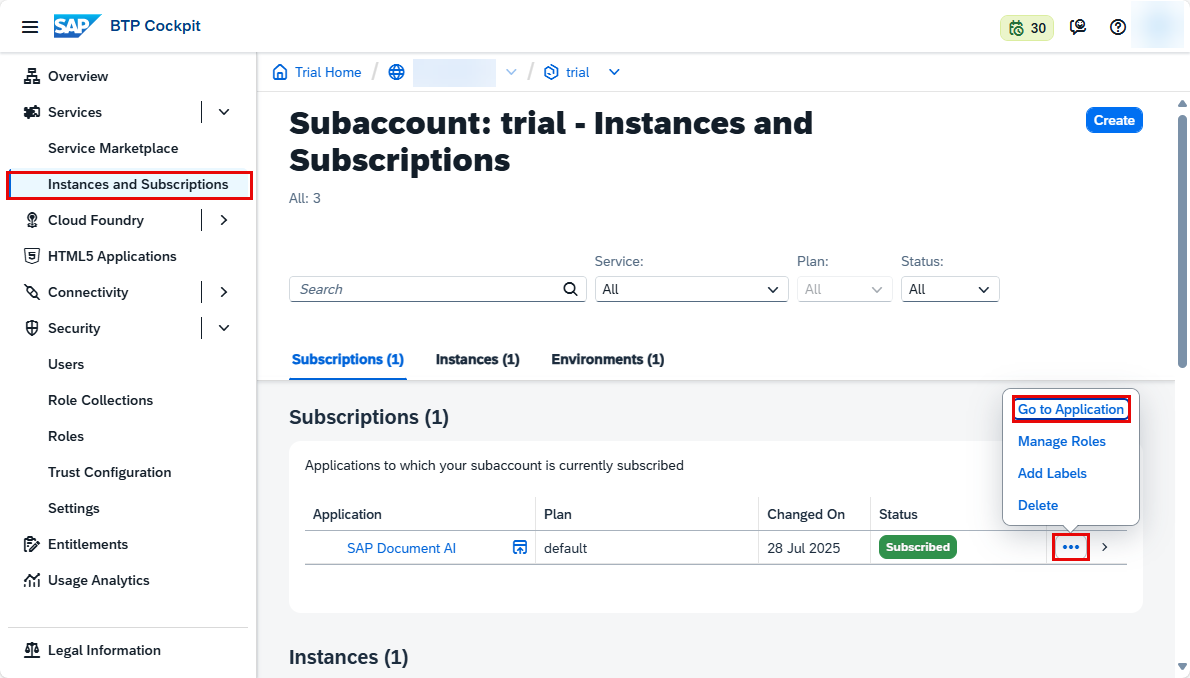 SAP BTP Cockpit
30
Overview
Services
Service Marketplace
Instances and Subscriptions
Cloud Foundry
HTML5 Applications
Connectivity
Security
Users
Role Collections
Roles
Trust Configuration
Settings
Entitlements
Usage Analytics
Legal Information
Trial Home / / trial
Subaccount: trial - Instances and
Subscriptions
Create
All: 3
Service: Plan: Status:
Search All All All
Subscriptions (1) Instances (1) Environments (1)
Subscriptions (1)
Applications to which your subaccount is currently subscribed
Application Plan Changed On Status
SAP Document AI default 28 Jul 2025 Subscribed
Go to Application
Manage Roles
Add Labels
Delete
Instances (1)